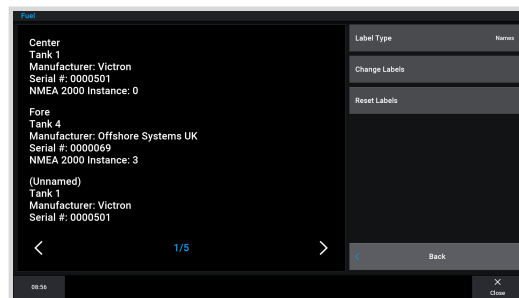 Fuel
Center
Tank 1
Manufacturer: Victron
Serial #: 0000501
NMEA 2000 Instance: 0
Fore
Tank 4
Manufacturer: Offshore Systems UK
Serial #: 0000069
NMEA 2000 Instance: 3
(Unnamed)
Tank 1
Manufacturer: Victron
Serial #: 0000501
1/5
Label Type Names
Change Labels
Reset Labels
Back
08:56
Close